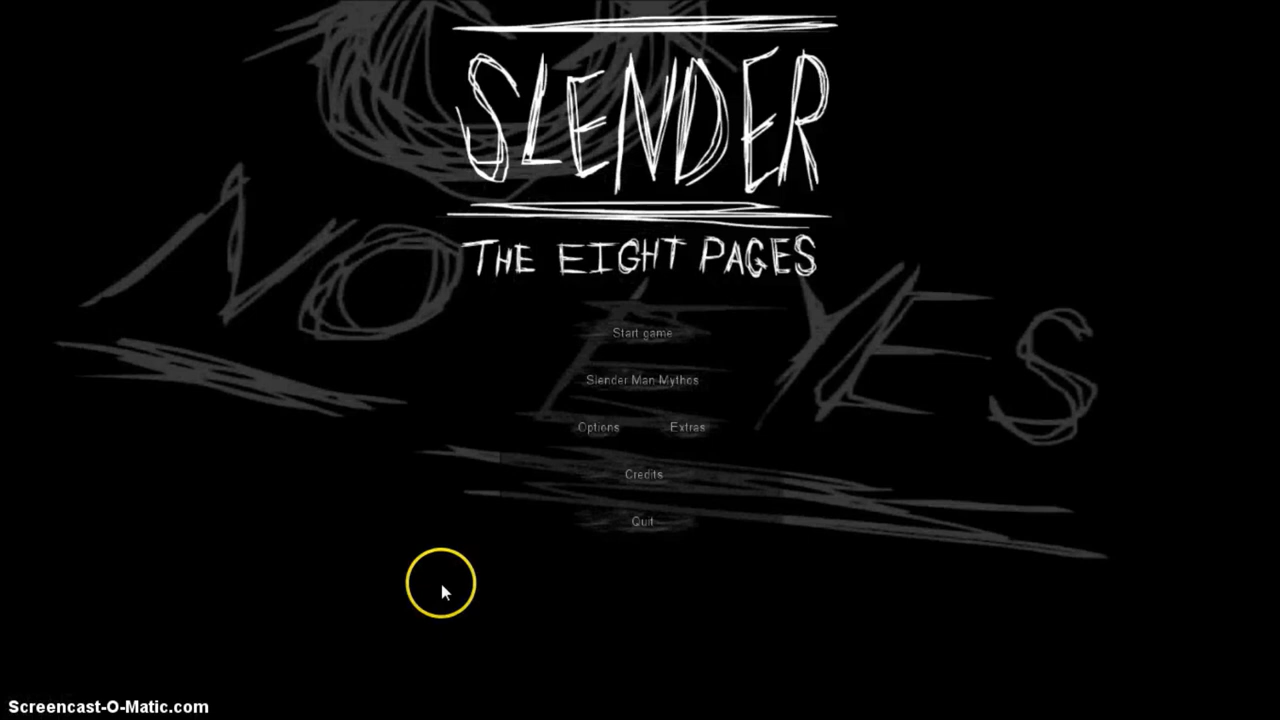 SLENDER
THE EIGHT PAGES
NO EYES
Start game
Slender Man Mythos
Options Extras
Credits
Quit
Screencast-O-Matic.com